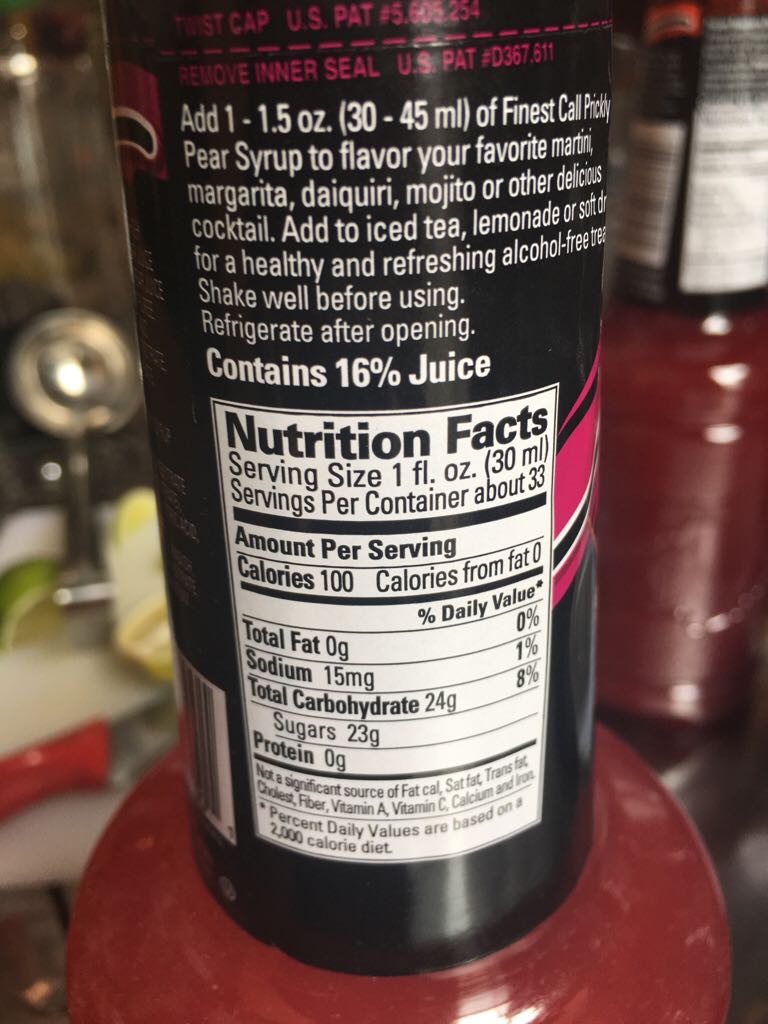 TWIST CAP U.S. PAT #5.605.254
REMOVE INNER SEAL U.S. PAT #D367.611
Add 1 - 1.5 oz. (30 - 45 ml) of Finest Call Prickly
Pear Syrup to flavor your favorite martini,
margarita, daiquiri, mojito or other delicious
cocktail. Add to iced tea, lemonade or soft dr
for a healthy and refreshing alcohol-free trea
Shake well before using.
Refrigerate after opening.
Contains 16% Juice
Nutrition Facts
Serving Size 1 fl. oz. (30 ml)
Servings Per Container about 33
Amount Per Serving
Calories 100 Calories from fat 0
% Daily Value*
Total Fat 0g 0%
Sodium 15mg 1%
Total Carbohydrate 24g 8%
Sugars 23g
Protein 0g
Not a significant source of Fat cal, Sat fat, Trans fat,
Cholest, Fiber, Vitamin A, Vitamin C, Calcium and Iron.
* Percent Daily Values are based on a
2,000 calorie diet.